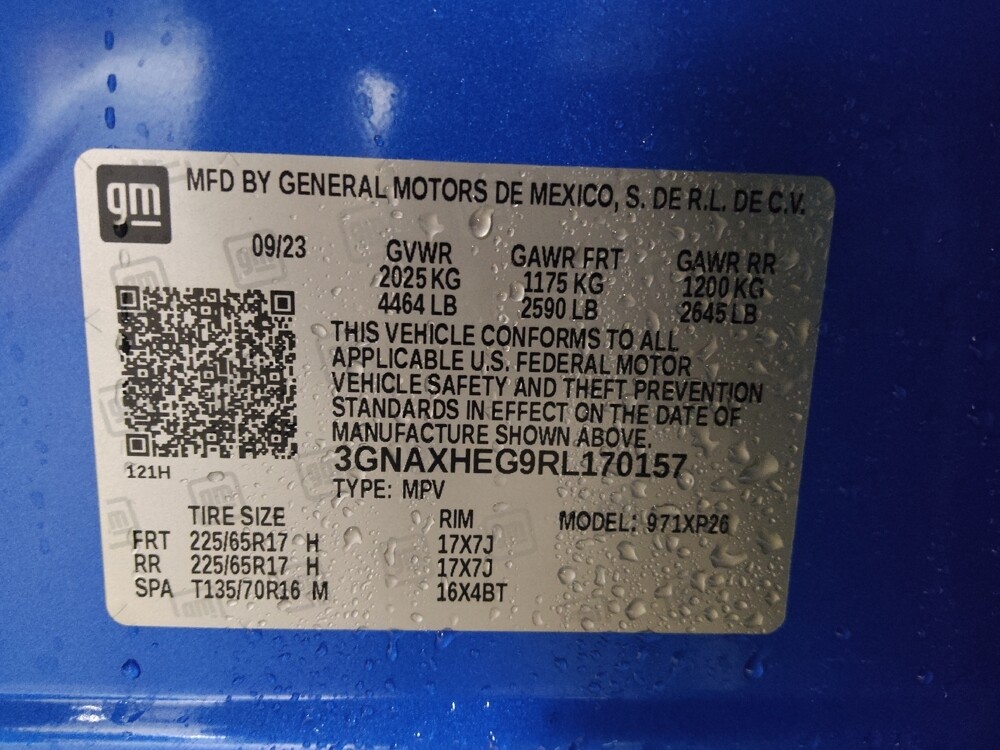 gm
MFD BY GENERAL MOTORS DE MEXICO, S. DE R.L. DE C.V.
09/23 GVWR GAWR FRT GAWR RR
2025 KG 1175 KG 1200 KG
4464 LB 2590 LB 2645 LB
THIS VEHICLE CONFORMS TO ALL
APPLICABLE U.S. FEDERAL MOTOR
VEHICLE SAFETY AND THEFT PREVENTION
STANDARDS IN EFFECT ON THE DATE OF
MANUFACTURE SHOWN ABOVE.
121H
3GNAXHEG9RL170157
TYPE: MPV
TIRE SIZE RIM MODEL: 971XP26
FRT 225/65R17 H 17X7J
RR 225/65R17 H 17X7J
SPA T135/70R16 M 16X4BT